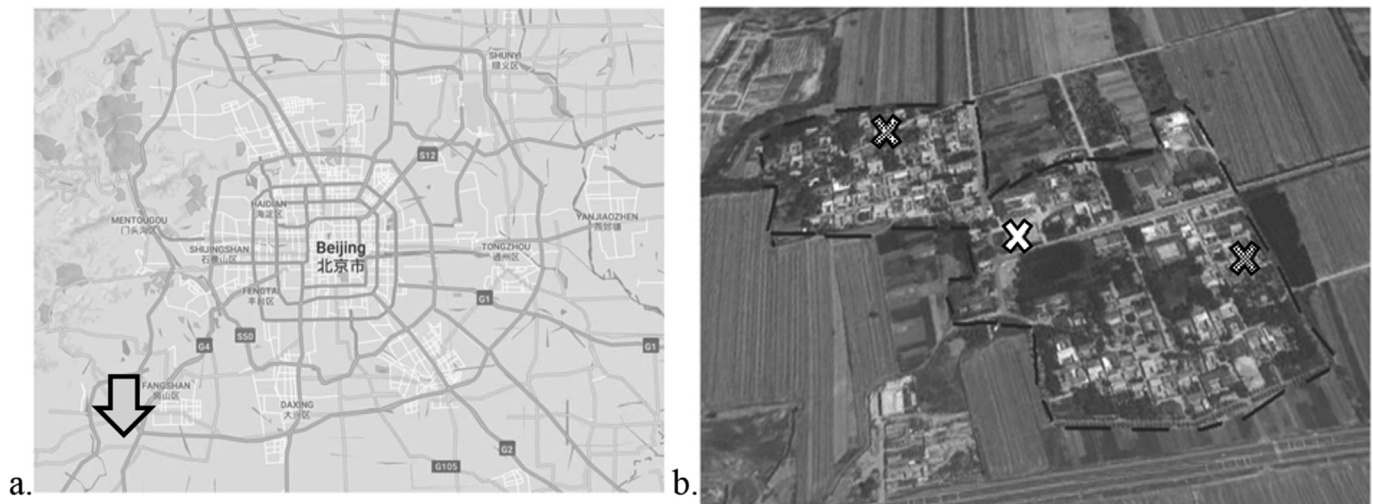 SHUNYI
顺义区
S12
HAIDIAN
海淀区
MENTOUGOU
门头沟区
YANJIAOZHEN
燕郊镇
SHIJINGSHAN
石景山区
Beijing
北京市
TONGZHOU
通州区
FENGTAI
丰台区
G1
S50
G4
G1
FANGSHAN
房山区
DAXING
大兴区
G2
G105
a.
b.